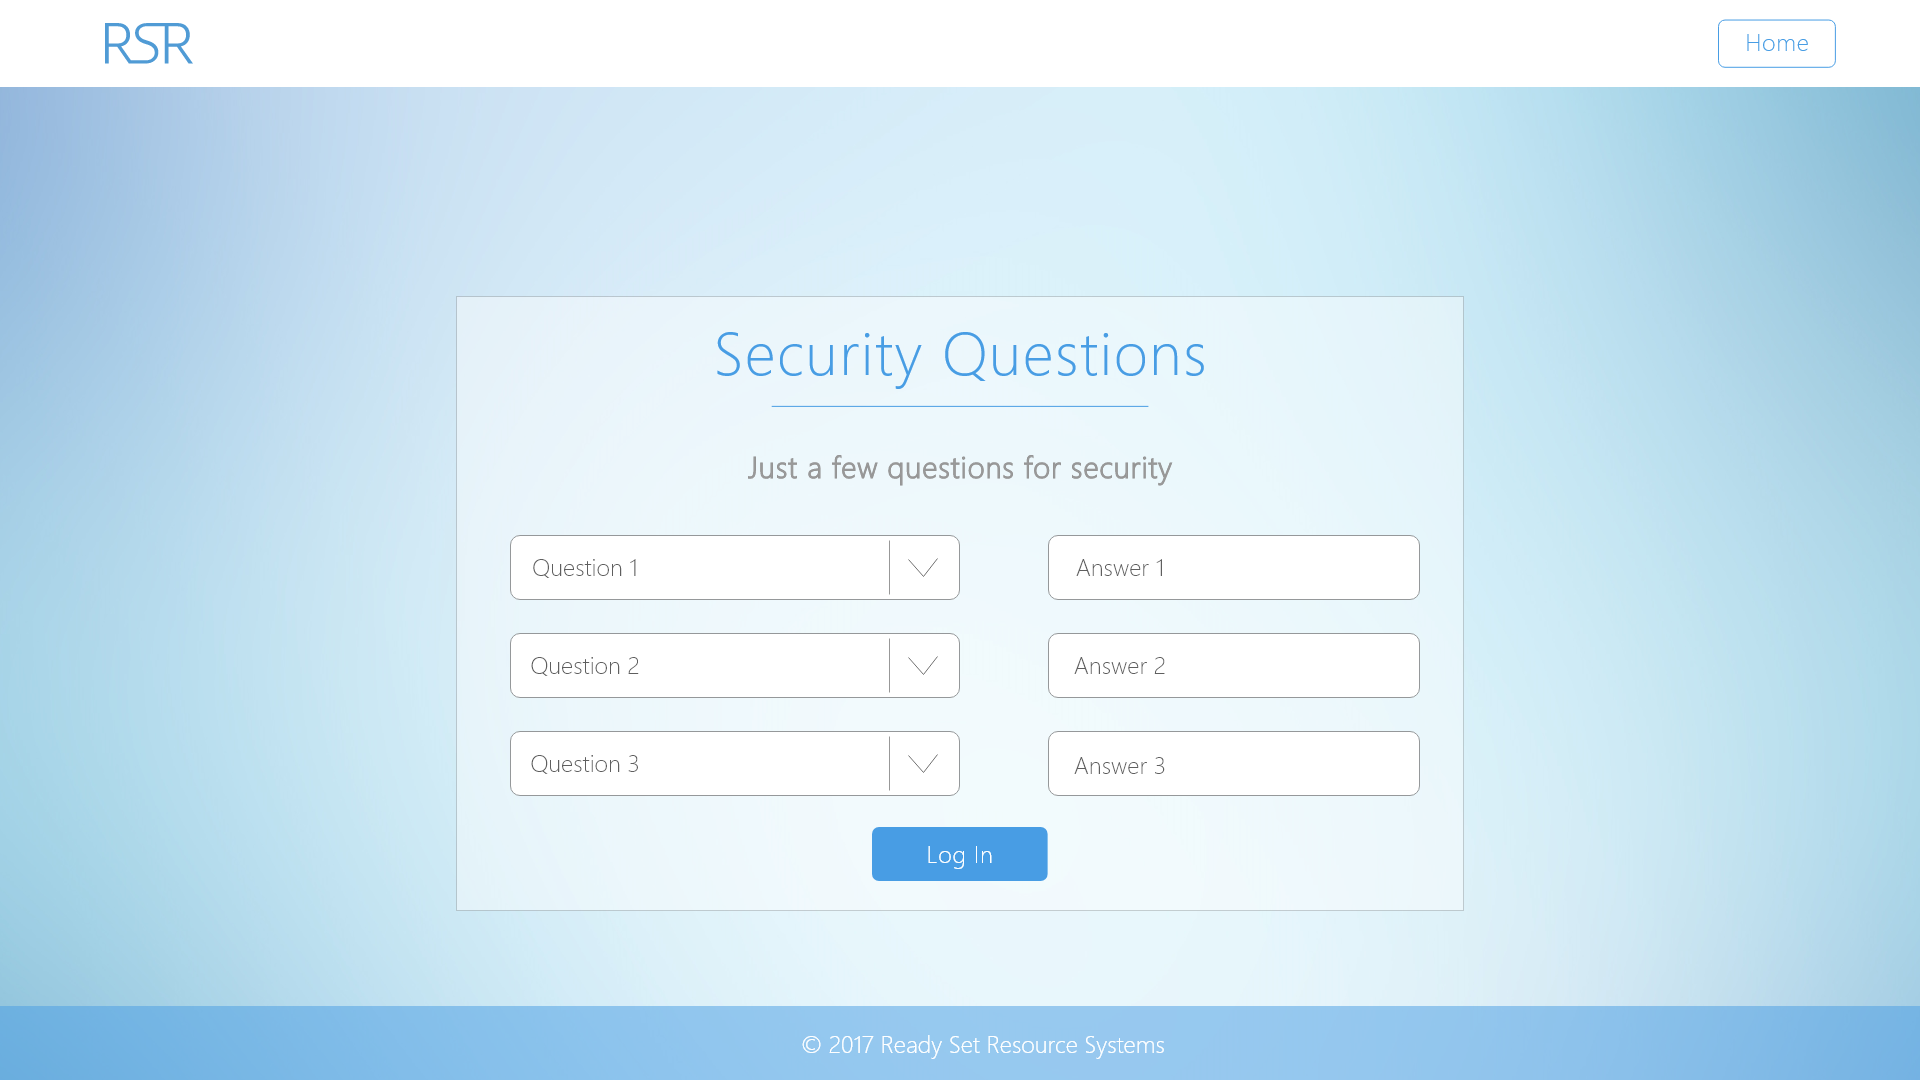 RSR
Home
Security Questions
Just a few questions for security
Question 1
Answer 1
Question 2
Answer 2
Question 3
Answer 3
Log In
© 2017 Ready Set Resource Systems